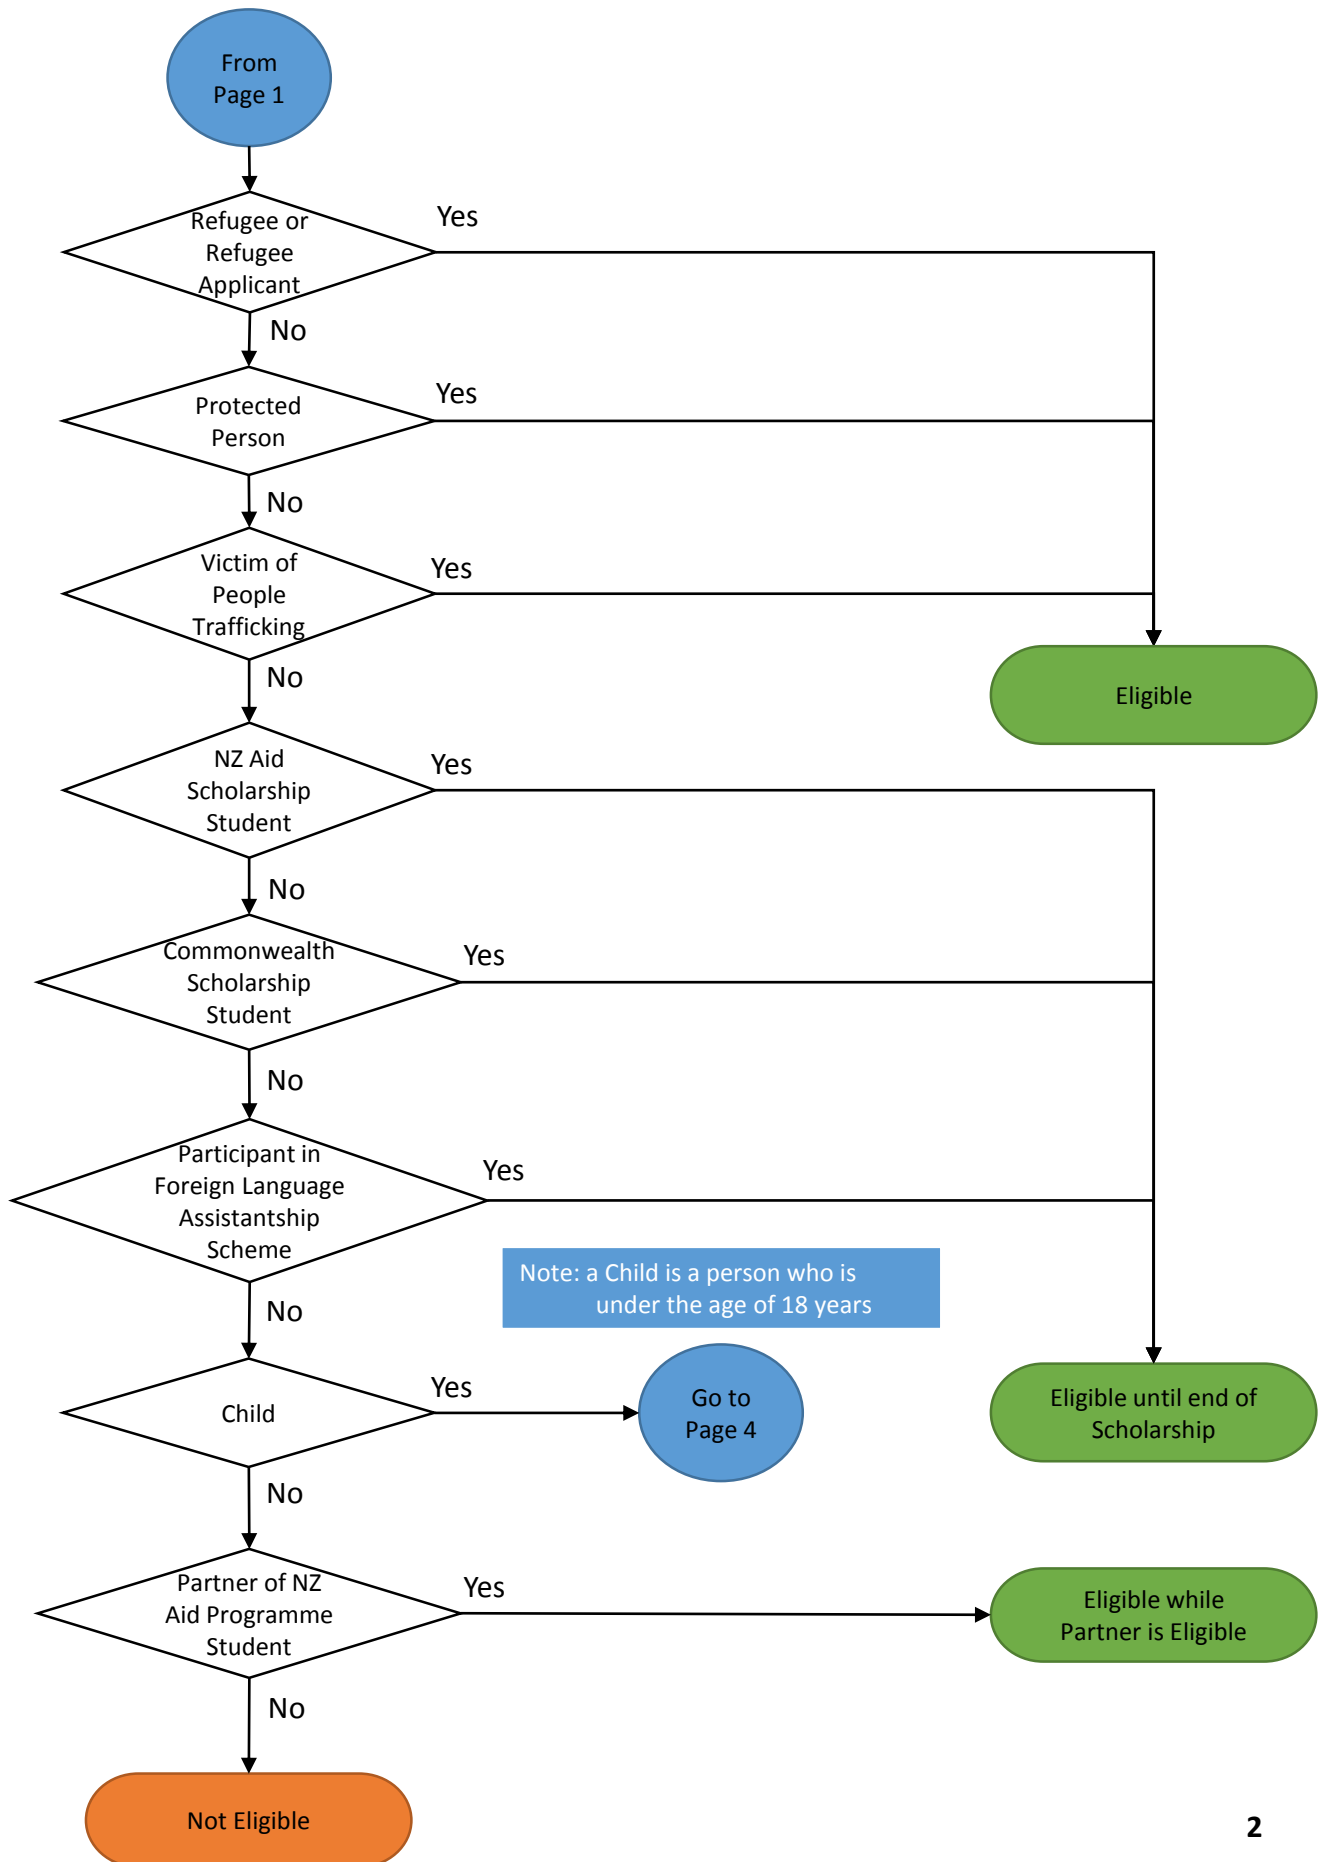 From
Page 1
Refugee or
Refugee
Applicant
Yes
No
Protected
Person
Yes
No
Victim of
People
Trafficking
Yes
No
Eligible
NZ Aid
Scholarship
Student
Yes
No
Commonwealth
Scholarship
Student
Yes
No
Participant in
Foreign Language
Assistantship
Scheme
Yes
No
Note: a Child is a person who is
under the age of 18 years
Child
Yes
Go to
Page 4
Eligible until end of
Scholarship
No
Partner of NZ
Aid Programme
Student
Yes
Eligible while
Partner is Eligible
No
Not Eligible
2